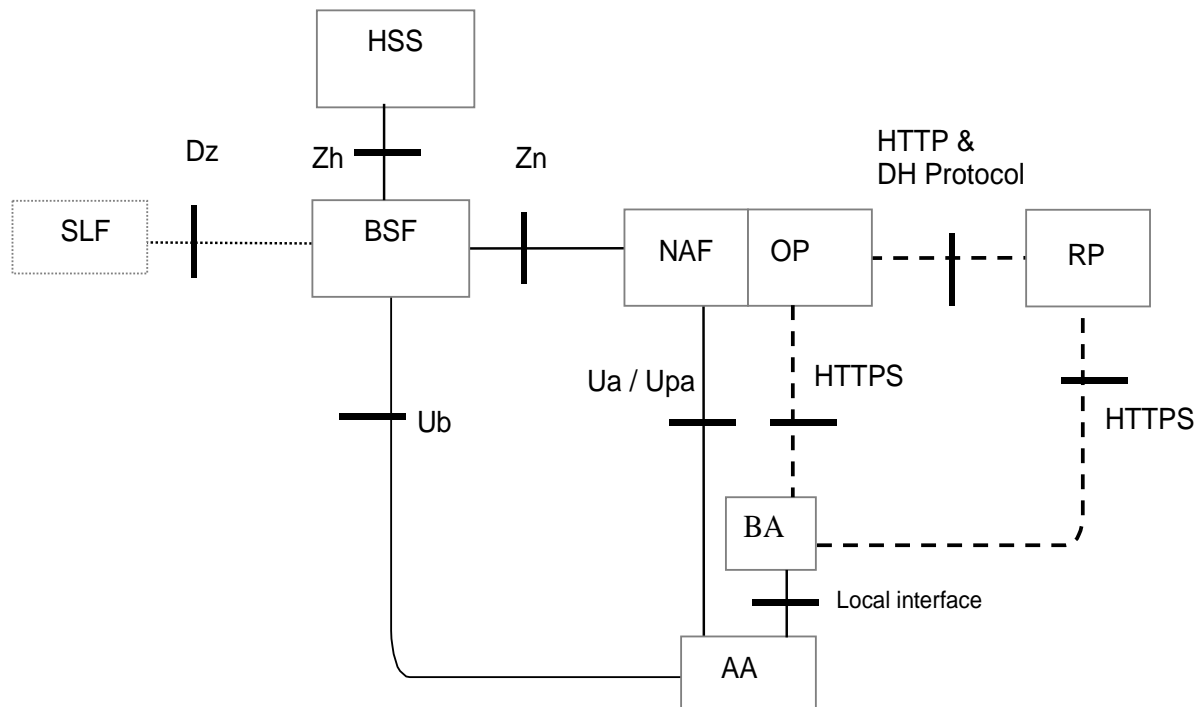 HSS
Dz
Zh
Zn
HTTP &
DH Protocol
SLF
BSF
NAF
OP
RP
Ua / Upa
HTTPS
Ub
HTTPS
BA
Local interface
AA